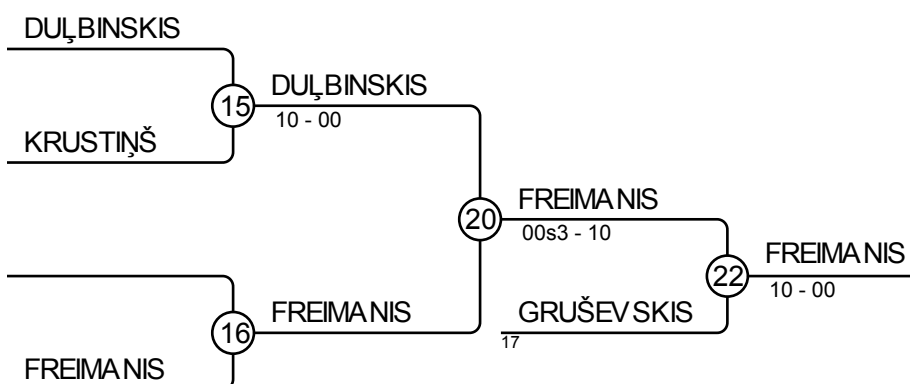 DUĻBINSKIS
15
DUĻBINSKIS
10 - 00
KRUSTIŅŠ
20
FREIMANIS
00s3 - 10
22
FREIMANIS
10 - 00
16
FREIMANIS
GRUŠEVSKIS
17
FREIMANIS